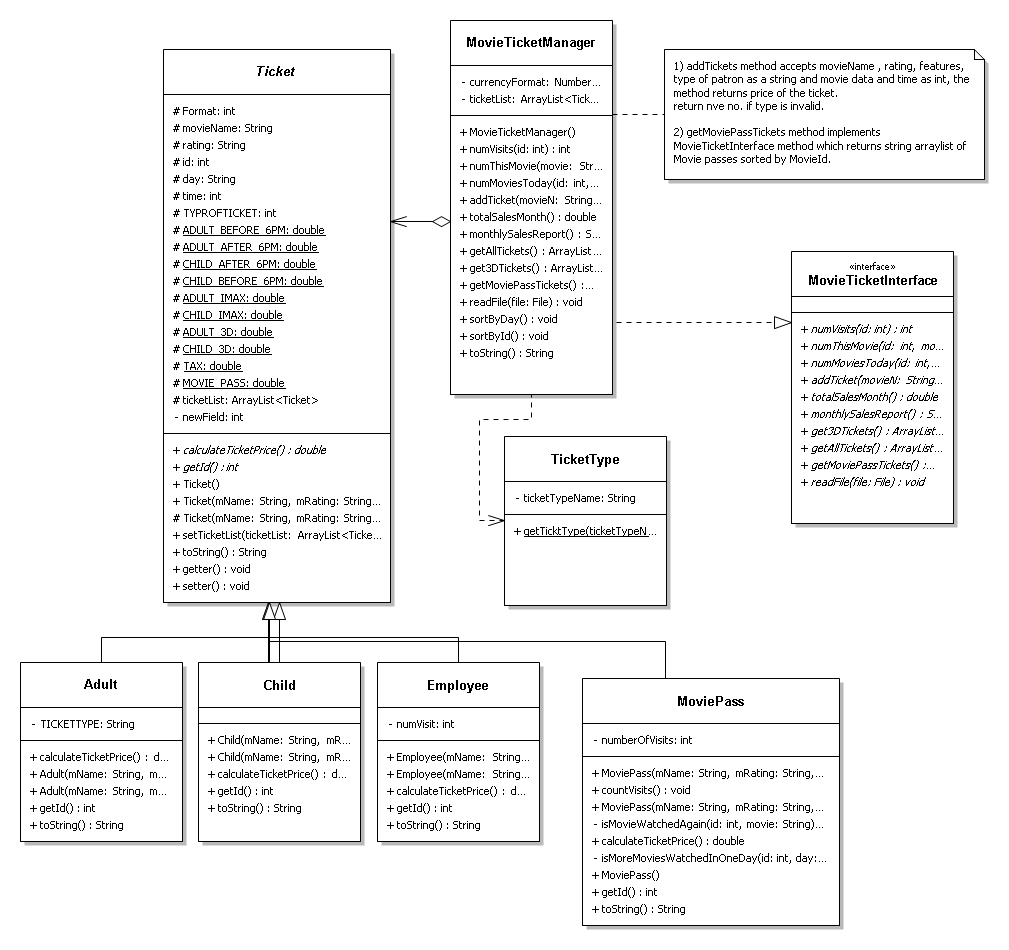 Ticket
# Format: int
# movieName: String
# rating: String
# id: int
# day: String
# time: int
# TYPROFTICKET: int
# ADULT_BEFORE_6PM: double
# ADULT_AFTER_6PM: double
# CHILD_AFTER_6PM: double
# CHILD_BEFORE_6PM: double
# ADULT_IMAX: double
# CHILD_IMAX: double
# ADULT_3D: double
# CHILD_3D: double
# TAX: double
# MOVIE_PASS: double
# ticketList: ArrayList<Ticket>
- newField: int
+ calculateTicketPrice() : double
+ getId() : int
+ Ticket()
+ Ticket(mName: String, mRating: String...
# Ticket(mName: String, mRating: String...
+ setTicketList(ticketList: ArrayList<Ticke...
+ toString() : String
+ getter() : void
+ setter() : void
MovieTicketManager
- currencyFormat: Number...
- ticketList: ArrayList<Tick...
+ MovieTicketManager()
+ numVisits(id: int) : int
+ numThisMovie(movie: Str...
+ numMoviesToday(id: int,...
+ addTicket(movieN: String...
+ totalSalesMonth() : double
+ monthlySalesReport() : S...
+ getAllTickets() : ArrayList...
+ get3DTickets() : ArrayList...
+ getMoviePassTickets() :...
+ readFile(file: File) : void
+ sortByDay() : void
+ sortById() : void
+ toString() : String
1) addTickets method accepts movieName , rating, features,
type of patron as a string and movie data and time as int, the
method returns price of the ticket.
return nve no. if type is invalid.
2) getMoviePassTickets method implements
MovieTicketInterface method which returns string arraylist of
Movie passes sorted by MovieId.
«interface»
MovieTicketInterface
+ numVisits(id: int) : int
+ numThisMovie(id: int, mo...
+ numMoviesToday(id: int,...
+ addTicket(movieN: String...
+ totalSalesMonth() : double
+ monthlySalesReport() : S...
+ get3DTickets() : ArrayList...
+ getAllTickets() : ArrayList...
+ getMoviePassTickets() :...
+ readFile(file: File) : void
TicketType
- ticketTypeName: String
+ getTicktType(ticketTypeN...
Adult
- TICKETTYPE: String
+ calculateTicketPrice() : d...
+ Adult(mName: String, m...
+ Adult(mName: String, m...
+ getId() : int
+ toString() : String
Child
+ Child(mName: String, mR...
+ Child(mName: String, mR...
+ calculateTicketPrice() : d...
+ getId() : int
+ toString() : String
Employee
- numVisit: int
+ Employee(mName: String...
+ Employee(mName: String...
+ calculateTicketPrice() : d...
+ getId() : int
+ toString() : String
MoviePass
- numberOfVisits: int
+ MoviePass(mName: String, mRating: String,...
+ countVisits() : void
+ MoviePass(mName: String, mRating: String,...
- isMovieWatchedAgain(id: int, movie: String)...
+ calculateTicketPrice() : double
- isMoreMoviesWatchedInOneDay(id: int, day:...
+ MoviePass()
+ getId() : int
+ toString() : String